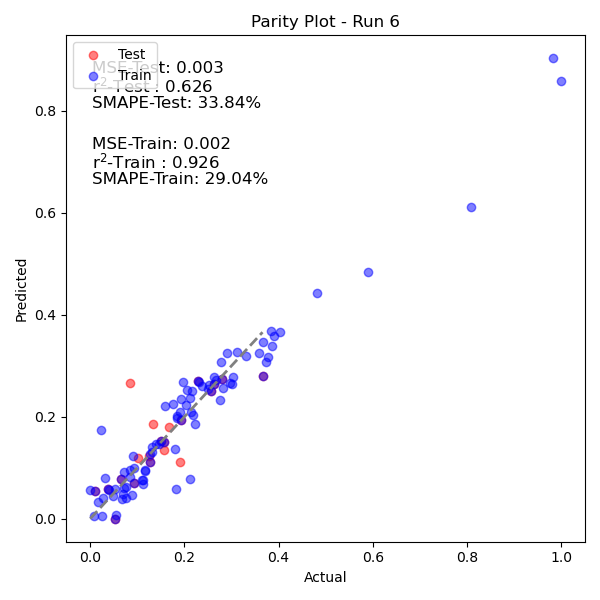 Parity Plot - Run 6
Test
Train
MSE-Test: 0.003
r²-Test : 0.626
SMAPE-Test: 33.84%
MSE-Train: 0.002
r²-Train : 0.926
SMAPE-Train: 29.04%
Predicted
0.8
0.6
0.4
0.2
0.0
0.0 0.2 0.4 0.6 0.8 1.0
Actual